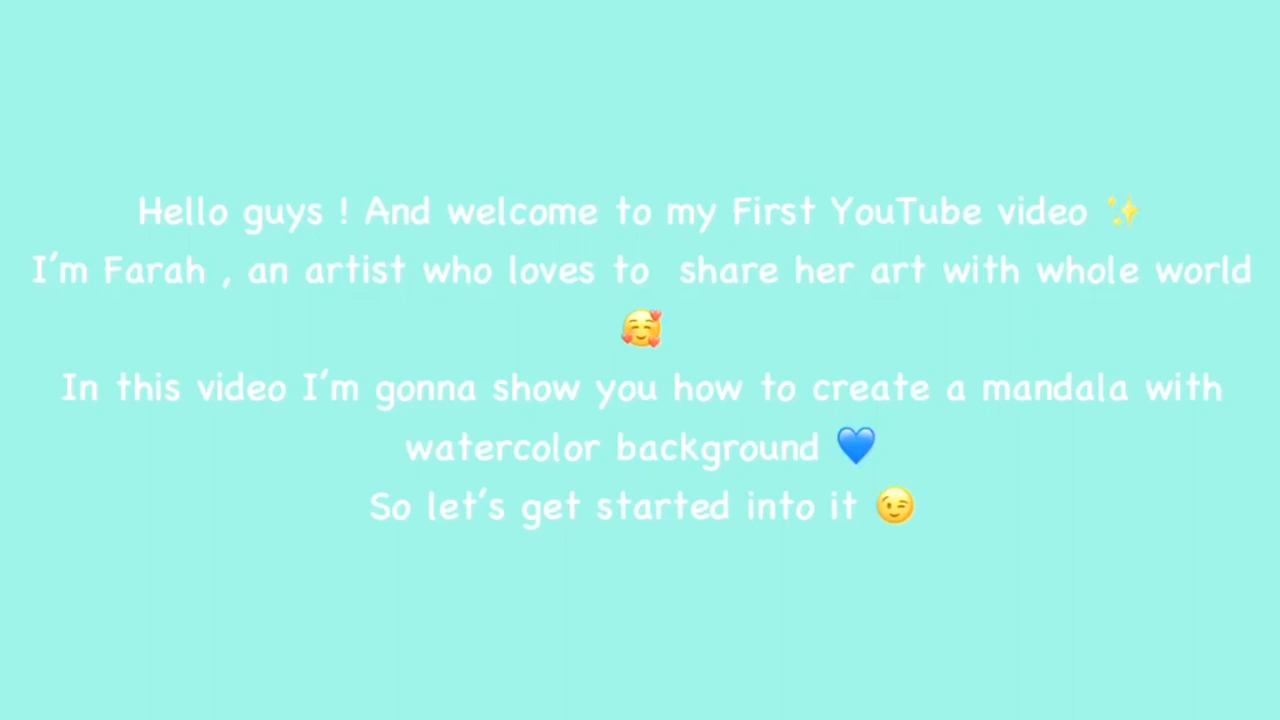 Hello guys ! And welcome to my First YouTube video ✨
I'm Farah , an artist who loves to  share her art with whole world
🥰
In this video I'm gonna show you how to create a mandala with
watercolor background 💙
So let's get started into it 😉